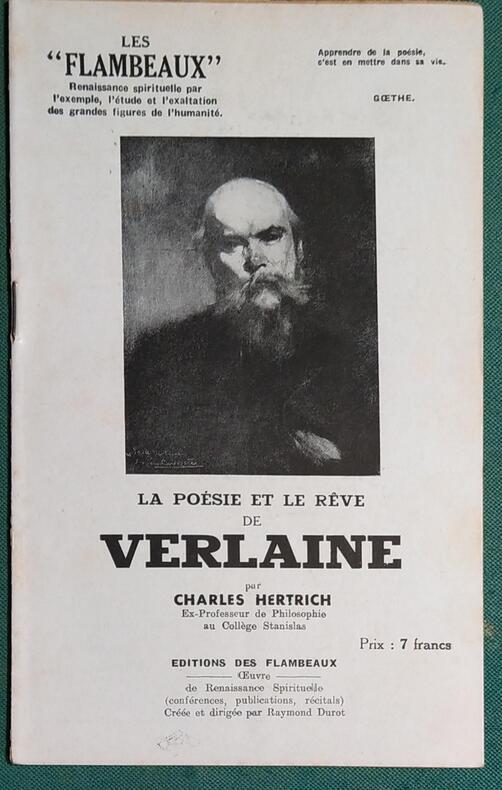 LES
“FLAMBEAUX”
Renaissance spirituelle par
l'exemple, l'étude et l'exaltation
des grandes figures de l'humanité.
Apprendre de la poésie,
c'est en mettre dans sa vie.
GŒTHE.
LA POÉSIE ET LE RÊVE
DE
VERLAINE
par
CHARLES HERTRICH
Ex-Professeur de Philosophie
au Collège Stanislas
Prix : 7 francs
EDITIONS DES FLAMBEAUX
Œuvre
de Renaissance Spirituelle
(conférences, publications, récitals)
Créée et dirigée par Raymond Durot